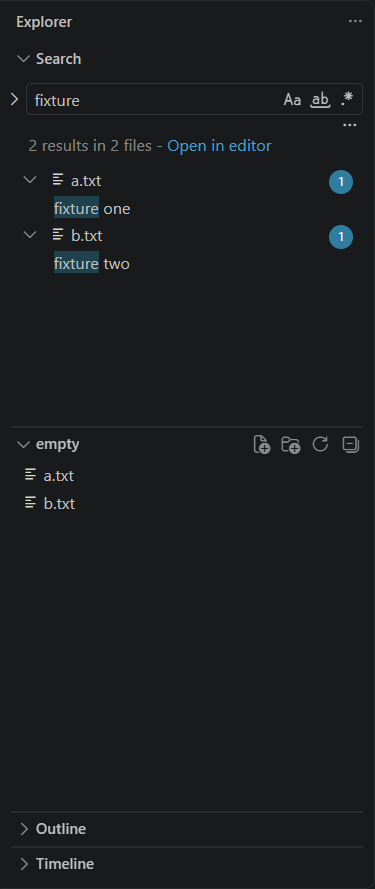 Explorer
Search
fixture Aa ab .*
2 results in 2 files - Open in editor
a.txt 1
fixture one
b.txt 1
fixture two
empty
a.txt
b.txt
Outline
Timeline